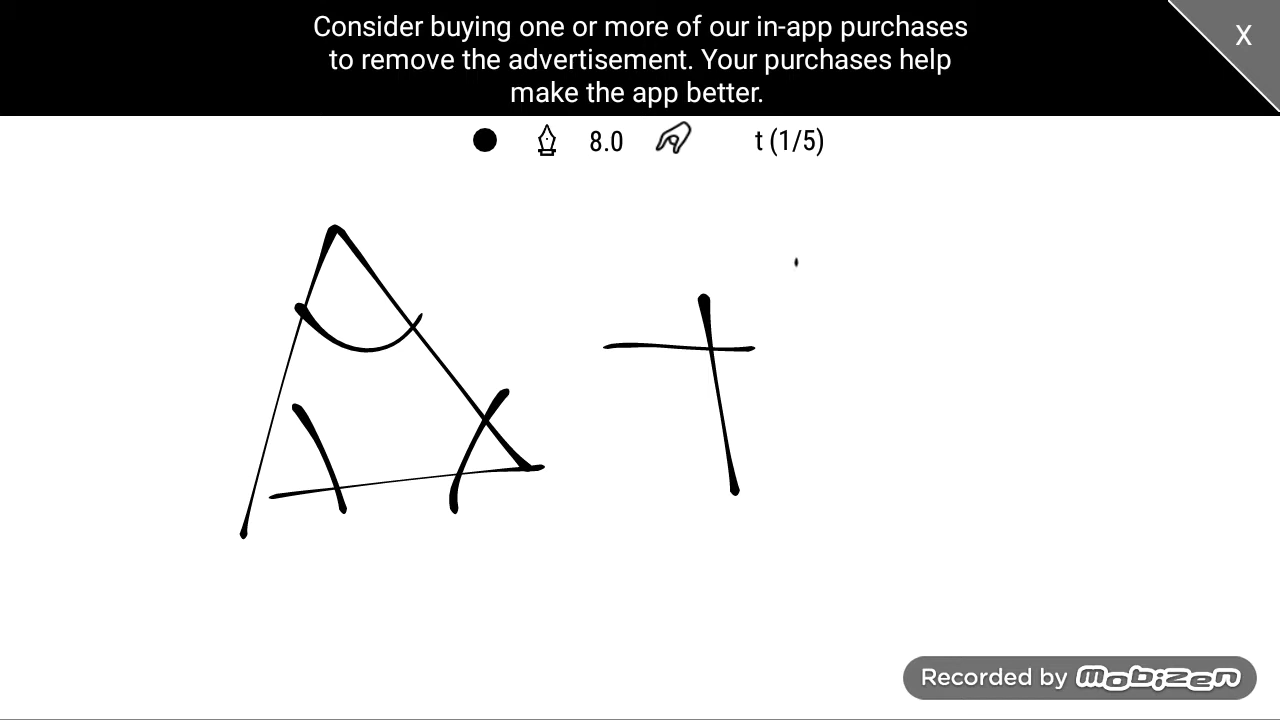 Consider buying one or more of our in-app purchases
to remove the advertisement. Your purchases help
make the app better.
X
8.0 t (1/5)
+
Recorded by mobizen